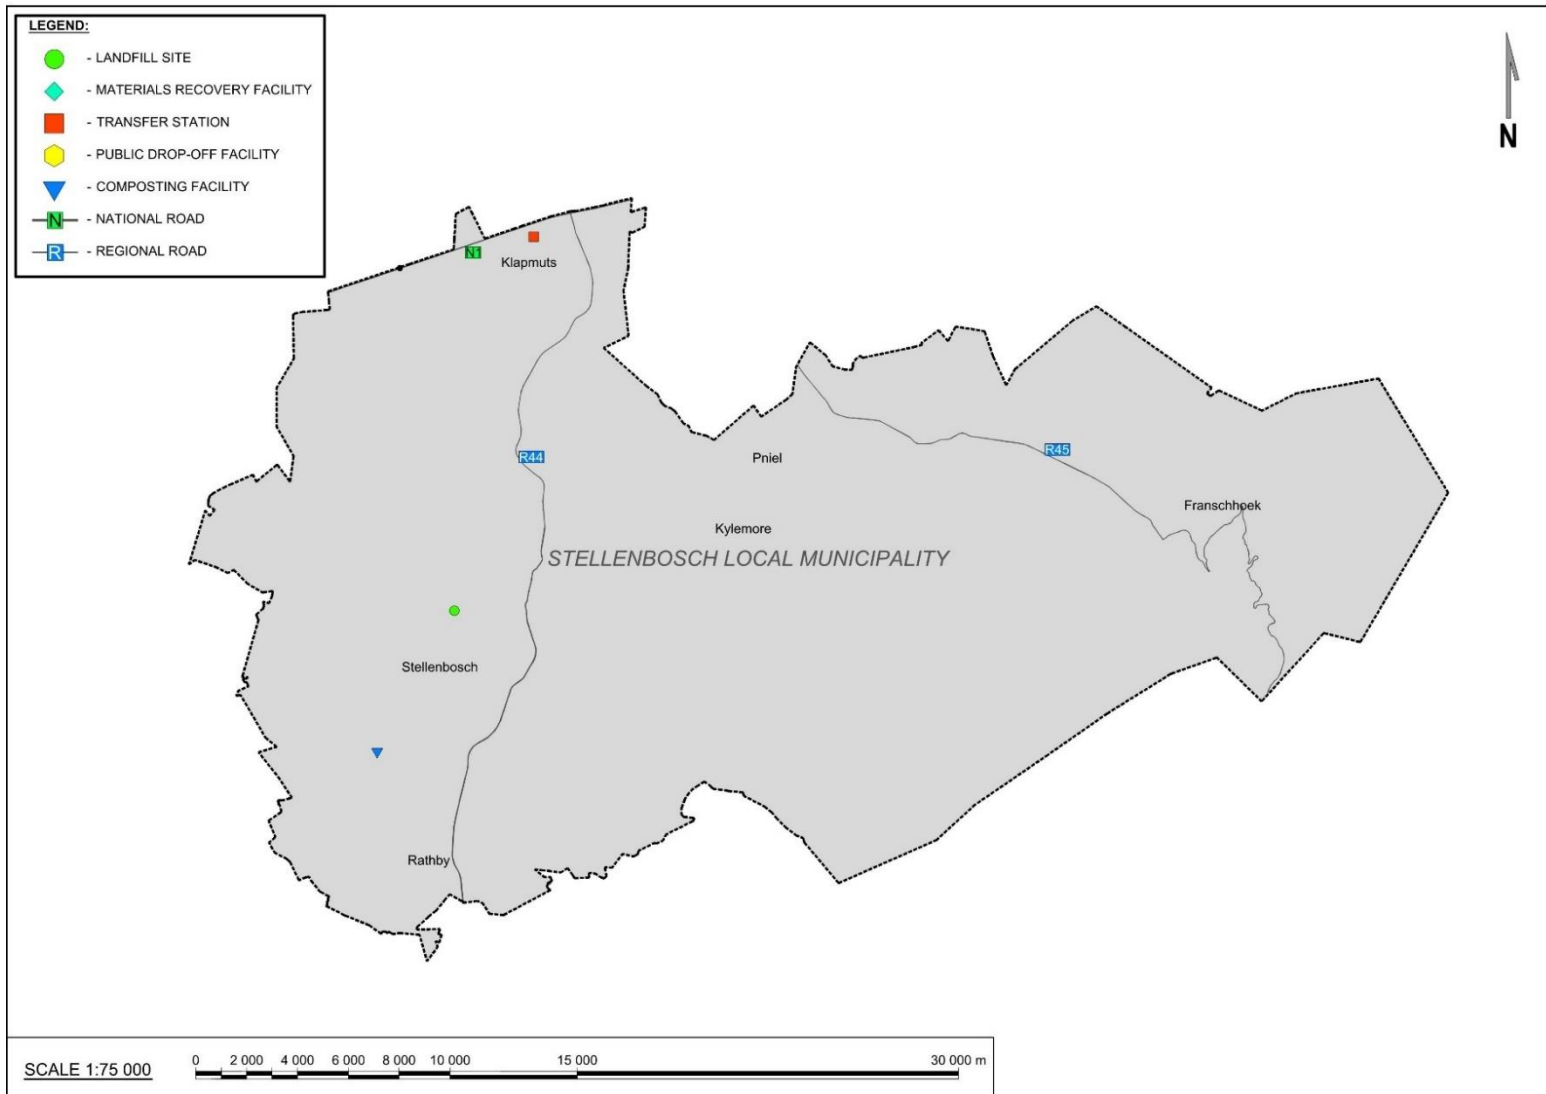 LEGEND:
- LANDFILL SITE
- MATERIALS RECOVERY FACILITY
- TRANSFER STATION
- PUBLIC DROP-OFF FACILITY
- COMPOSTING FACILITY
N - NATIONAL ROAD
R - REGIONAL ROAD
N
N1
Klapmuts
R44
Pniel
R45
Franschhoek
Kylemore
STELLENBOSCH LOCAL MUNICIPALITY
Stellenbosch
Rathby
SCALE 1:75 000
0 2 000 4 000 6 000 8 000 10 000 15 000 30 000 m